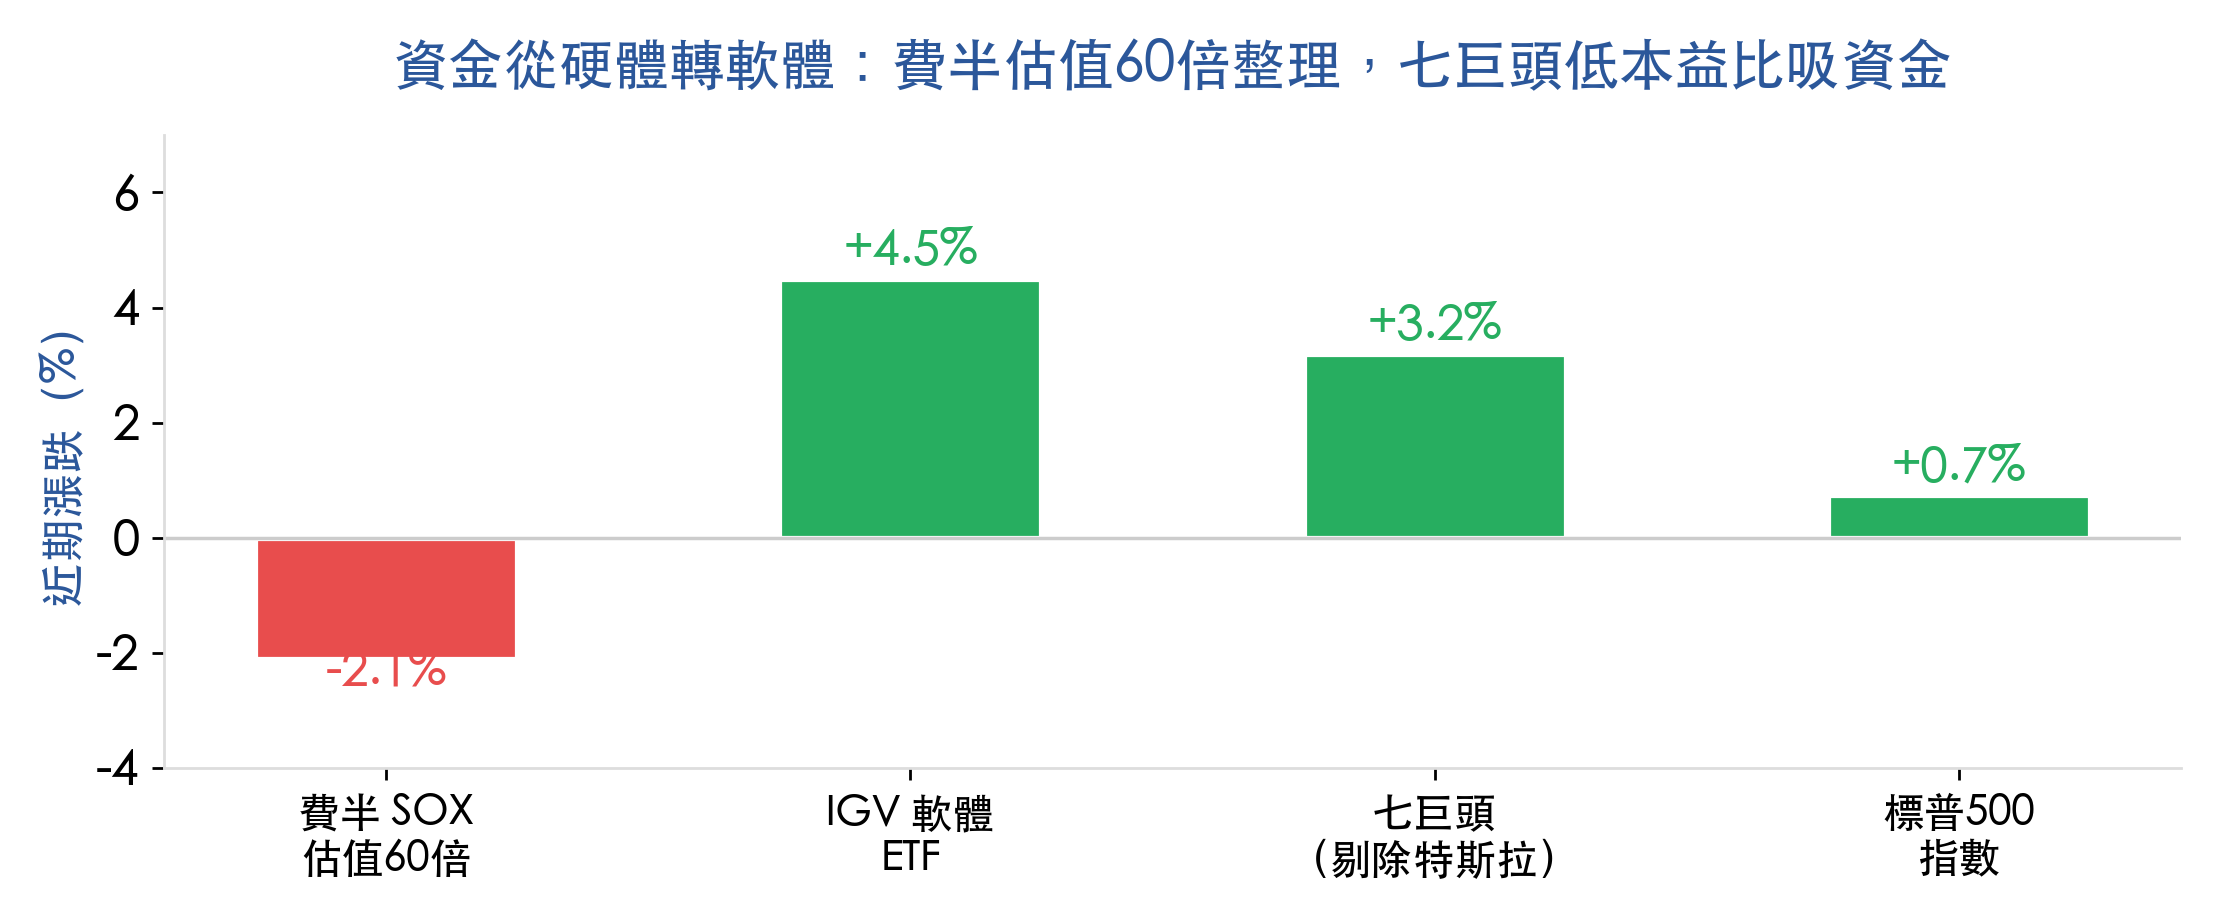 資金從硬體轉軟體：費半估值60倍整理，七巨頭低本益比吸資金
近期漲跌 (%)
6
4
2
0
-2
-4
-2.1%
+4.5%
+3.2%
+0.7%
費半 SOX
估值60倍
IGV 軟體
ETF
七巨頭
(剔除特斯拉)
標普500
指數